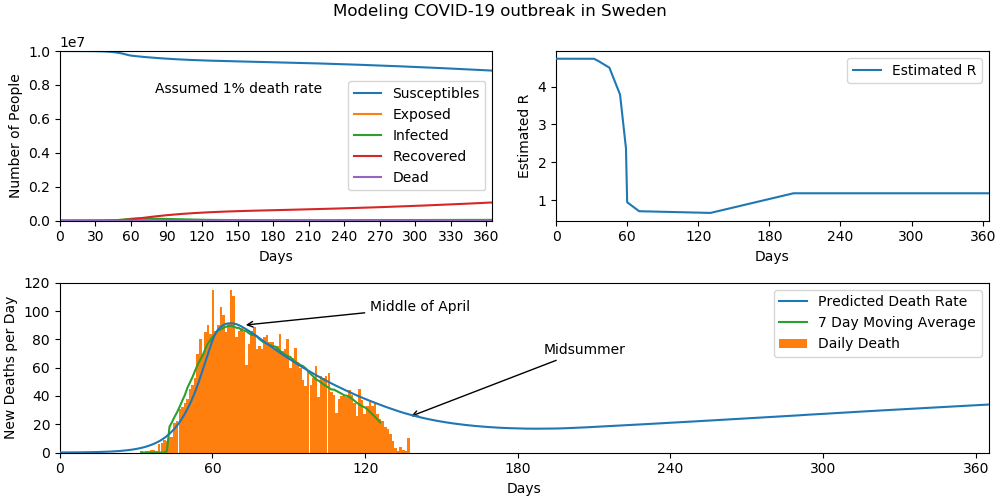 Modeling COVID-19 outbreak in Sweden
1e7
Number of People
1.0
0.8
0.6
0.4
0.2
0.0
Assumed 1% death rate
Susceptibles
Exposed
Infected
Recovered
Dead
0 30 60 90 120 150 180 210 240 270 300 330 360
Days
Estimated R
4
3
2
1
Estimated R
0 60 120 180 240 300 360
Days
New Deaths per Day
120
100
80
60
40
20
0
Middle of April
Midsummer
Predicted Death Rate
7 Day Moving Average
Daily Death
0 60 120 180 240 300 360
Days